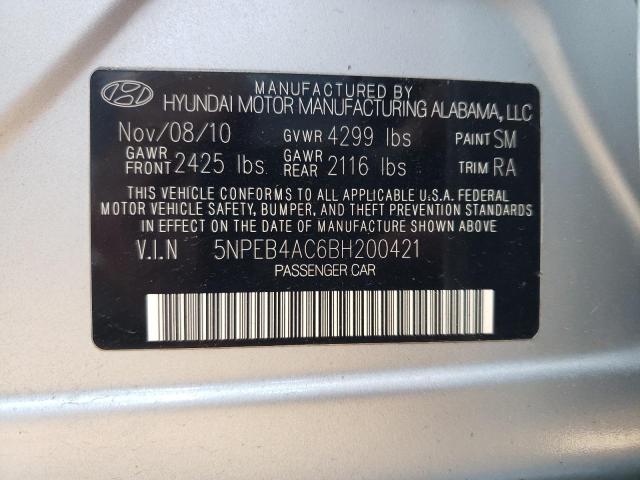 MANUFACTURED BY
HYUNDAI MOTOR MANUFACTURING ALABAMA, LLC
Nov/08/10 GVWR 4299 lbs PAINT SM
GAWR FRONT 2425 lbs. GAWR REAR 2116 lbs TRIM RA
THIS VEHICLE CONFORMS TO ALL APPLICABLE U.S.A. FEDERAL
MOTOR VEHICLE SAFETY, BUMPER, AND THEFT PREVENTION STANDARDS
IN EFFECT ON THE DATE OF MANUFACTURE SHOWN ABOVE.
V.I.N 5NPEB4AC6BH200421
PASSENGER CAR